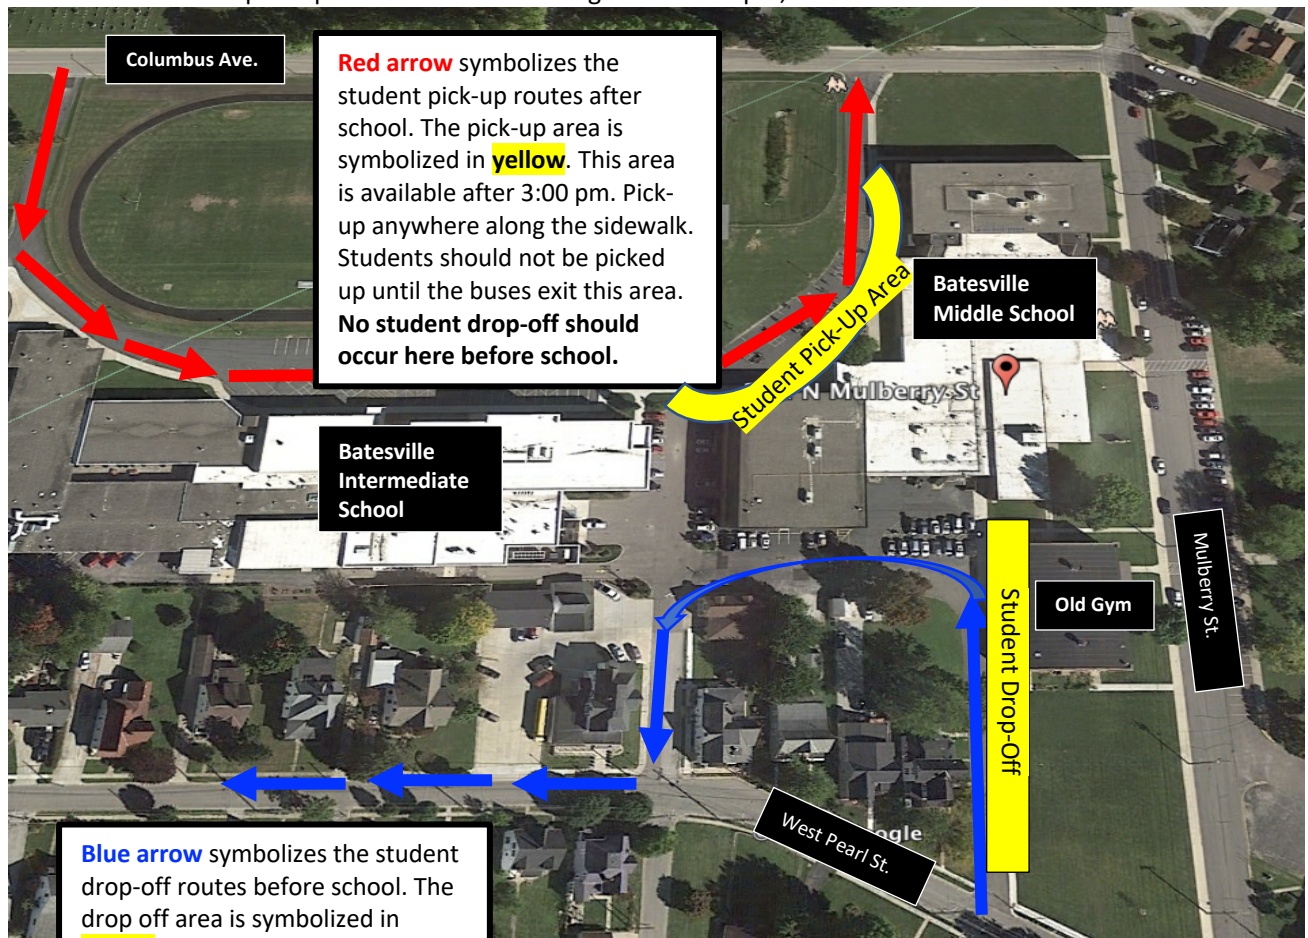 Columbus Ave.
Red arrow symbolizes the
student pick-up routes after
school. The pick-up area is
symbolized in yellow. This area
is available after 3:00 pm. Pick-
up anywhere along the sidewalk.
Students should not be picked
up until the buses exit this area.
No student drop-off should
occur here before school.
Student Pick-Up Area
Batesville
Middle School
N Mulberry St
Batesville
Intermediate
School
Mulberry St.
Student Drop-Off
Old Gym
West Pearl St.
ogle
Blue arrow symbolizes the student
drop-off routes before school. The
drop off area is symbolized in